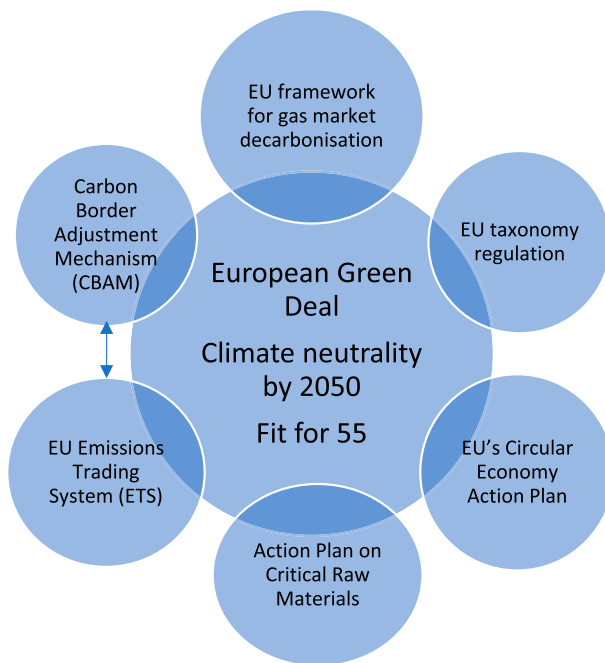 EU framework
for gas market
decarbonisation
Carbon
Border
Adjustment
Mechanism
(CBAM)
EU taxonomy
regulation
European Green
Deal
Climate neutrality
by 2050
Fit for 55
EU Emissions
Trading
System (ETS)
EU’s Circular
Economy
Action Plan
Action Plan on
Critical Raw
Materials